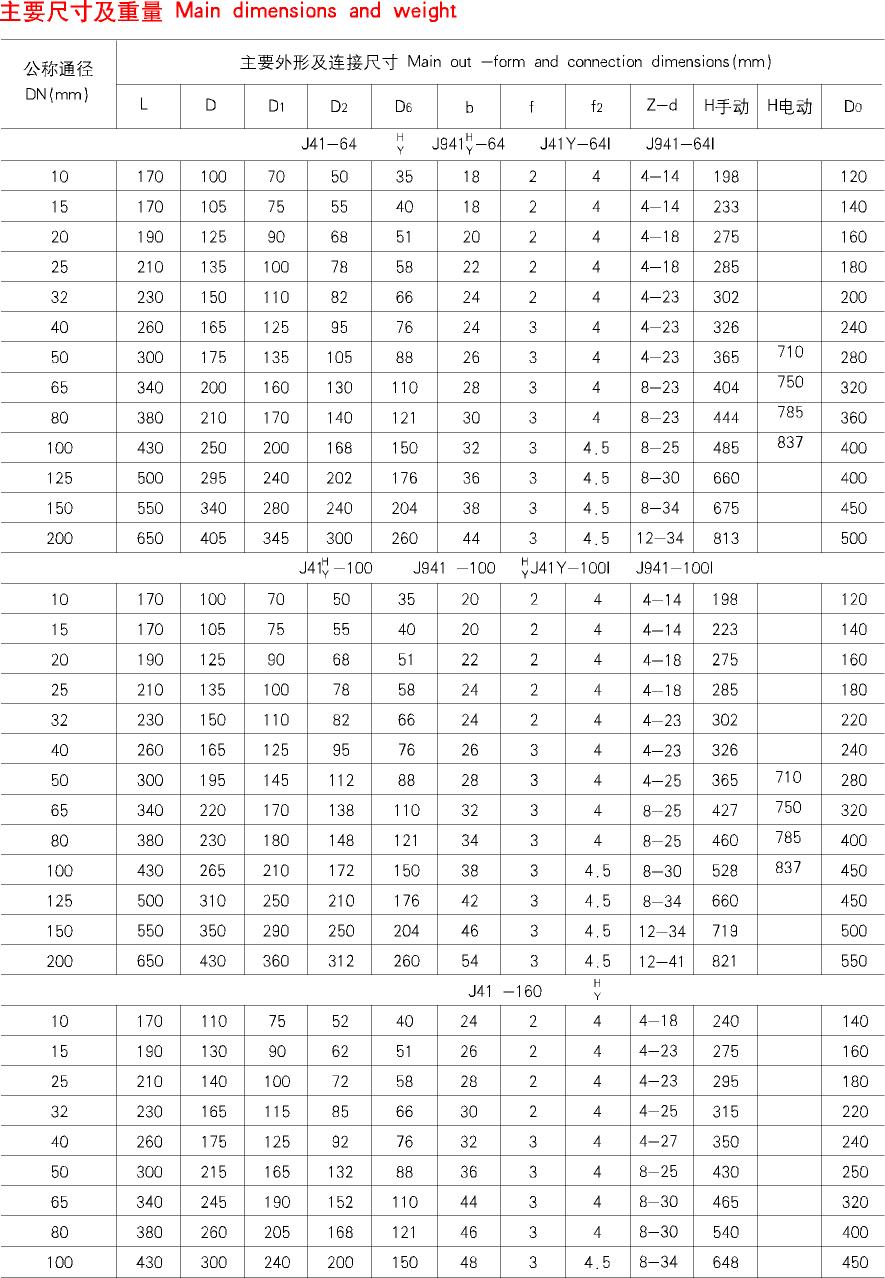 主要尺寸及重量 Main dimensions and weight
公称通径 DN(mm) 主要外形及连接尺寸 Main out -form and connection dimensions(mm)
L D D1 D2 D6 b f f2 Z-d H手动 H电动 D0
J41-64 H/Y J941H/Y-64 J41Y-64I J941-64I
10 170 100 70 50 35 18 2 4 4-14 198 120
15 170 105 75 55 40 18 2 4 4-14 233 140
20 190 125 90 68 51 20 2 4 4-18 275 160
25 210 135 100 78 58 22 2 4 4-18 285 180
32 230 150 110 82 66 24 2 4 4-23 302 200
40 260 165 125 95 76 24 3 4 4-23 326 240
50 300 175 135 105 88 26 3 4 4-23 365 710 280
65 340 200 160 130 110 28 3 4 8-23 404 750 320
80 380 210 170 140 121 30 3 4 8-23 444 785 360
100 430 250 200 168 150 32 3 4.5 8-25 485 837 400
125 500 295 240 202 176 36 3 4.5 8-30 660 400
150 550 340 280 240 204 38 3 4.5 8-34 675 450
200 650 405 345 300 260 44 3 4.5 12-34 813 500
J41H/Y-100 J941 -100 H/YJ41Y-100I J941-100I
10 170 100 70 50 35 20 2 4 4-14 198 120
15 170 105 75 55 40 20 2 4 4-14 223 140
20 190 125 90 68 51 22 2 4 4-18 275 160
25 210 135 100 78 58 24 2 4 4-18 285 180
32 230 150 110 82 66 24 2 4 4-23 302 220
40 260 165 125 95 76 26 3 4 4-23 326 240
50 300 195 145 112 88 28 3 4 4-25 365 710 280
65 340 220 170 138 110 32 3 4 8-25 427 750 320
80 380 230 180 148 121 34 3 4 8-25 460 785 400
100 430 265 210 172 150 38 3 4.5 8-30 528 837 450
125 500 310 250 210 176 42 3 4.5 8-34 660 450
150 550 350 290 250 204 46 3 4.5 12-34 719 500
200 650 430 360 312 260 54 3 4.5 12-41 821 550
J41 -160 H/Y
10 170 110 75 52 40 24 2 4 4-18 240 140
15 190 130 90 62 51 26 2 4 4-23 275 160
25 210 140 100 72 58 28 2 4 4-23 295 180
32 230 165 115 85 66 30 2 4 4-25 315 220
40 260 175 125 92 76 32 3 4 4-27 350 240
50 300 215 165 132 88 36 3 4 8-25 430 250
65 340 245 190 152 110 44 3 4 8-30 465 320
80 380 260 205 168 121 46 3 4 8-30 540 400
100 430 300 240 200 150 48 3 4.5 8-34 648 450